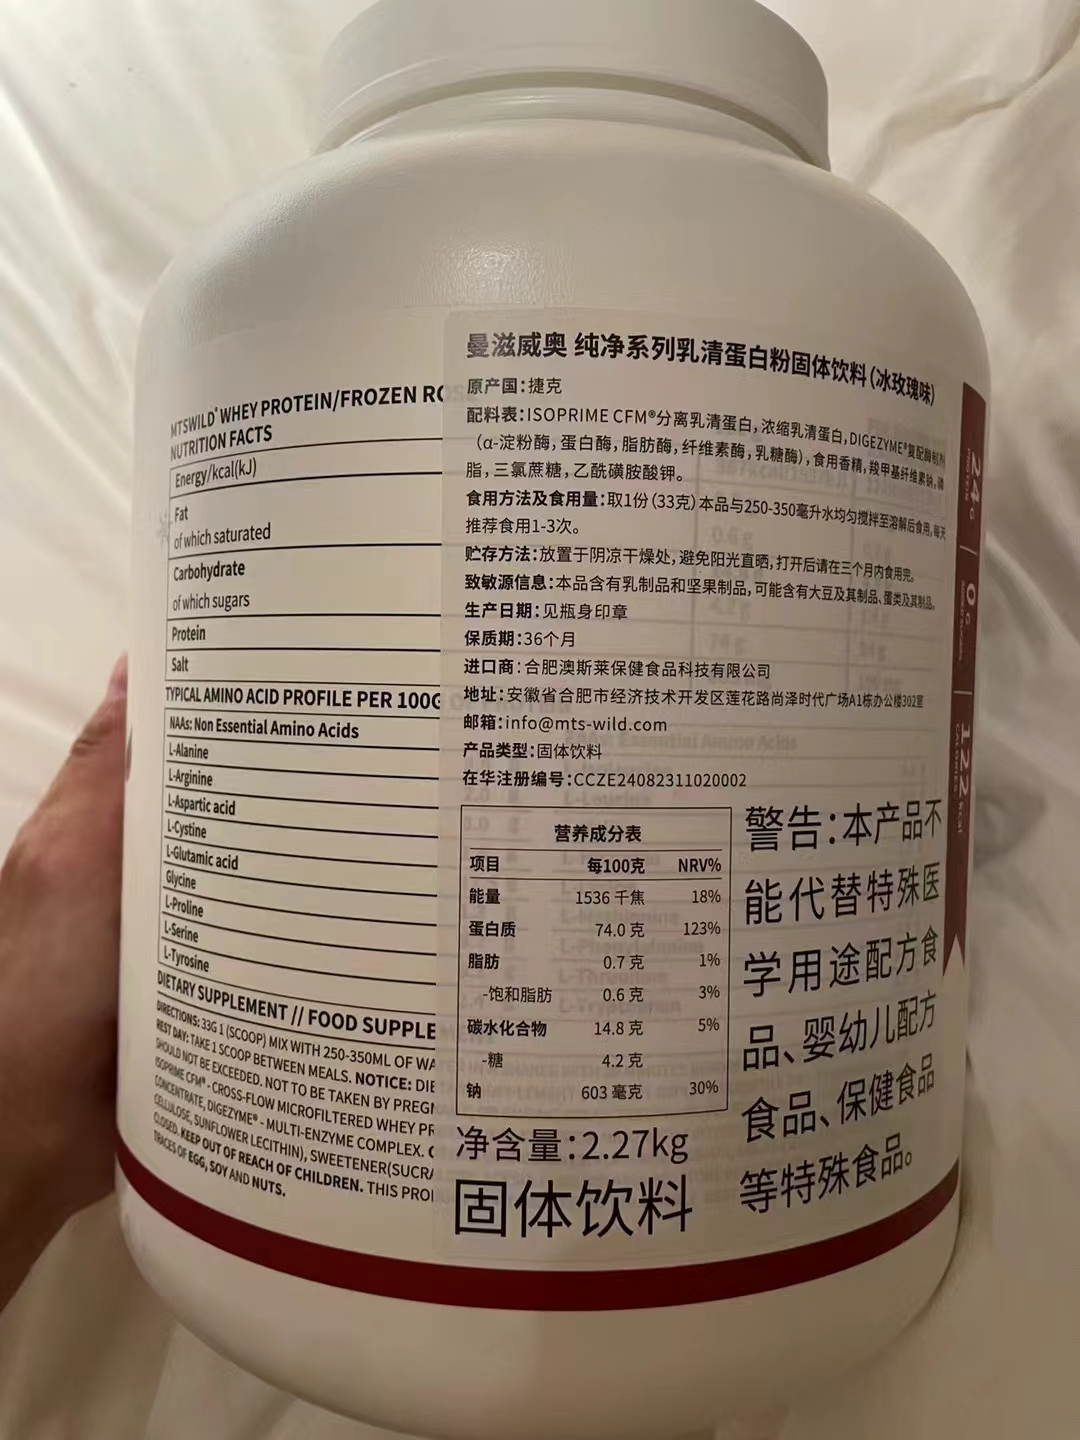 MTSWILD® WHEY PROTEIN/FROZEN RO
NUTRITION FACTS
Energy/kcal(kJ)
Fat
of which saturated
Carbohydrate
of which sugars
Protein
Salt
TYPICAL AMINO ACID PROFILE PER 100G
NAAs: Non Essential Amino Acids
L-Alanine
L-Arginine
L-Aspartic acid
L-Cystine
L-Glutamic acid
Glycine
L-Proline
L-Serine
L-Tyrosine
DIETARY SUPPLEMENT // FOOD SUPPLE
DIRECTIONS: 33G 1 (SCOOP) MIX WITH 250-350ML OF WA
REST DAY: TAKE 1 SCOOP BETWEEN MEALS. NOTICE: DIE
SHOULD NOT BE EXCEEDED. NOT TO BE TAKEN BY PREGN
ISOPRIME CFM® - CROSS-FLOW MICROFILTERED WHEY PR
CONCENTRATE, DIGEZYME® - MULTI-ENZYME COMPLEX.
CELLULOSE, SUNFLOWER LECITHIN), SWEETENER(SUCRA
CLOSED. KEEP OUT OF REACH OF CHILDREN. THIS PROI
TRACES OF EGG, SOY AND NUTS.
曼滋威奥 纯净系列乳清蛋白粉固体饮料(冰玫瑰味)
原产国:捷克
配料表:ISOPRIME CFM®分离乳清蛋白,浓缩乳清蛋白,DIGEZYME®复配酶制剂
(α-淀粉酶,蛋白酶,脂肪酶,纤维素酶,乳糖酶),食用香精,羧甲基纤维素钠,磷
脂,三氯蔗糖,乙酰磺胺酸钾。
食用方法及食用量:取1份(33克)本品与250-350毫升水均匀搅拌至溶解后食用,每天
推荐食用1-3次。
贮存方法:放置于阴凉干燥处,避免阳光直晒,打开后请在三个月内食用完。
致敏源信息:本品含有乳制品和坚果制品,可能含有大豆及其制品、蛋类及其制品。
生产日期:见瓶身印章
保质期:36个月
进口商:合肥澳斯莱保健食品科技有限公司
地址:安徽省合肥市经济技术开发区莲花路尚泽时代广场A1栋办公楼302室
邮箱:info@mts-wild.com
产品类型:固体饮料
在华注册编号:CCZE24082311020002
营养成分表
项目 每100克 NRV%
能量 1536 千焦 18%
蛋白质 74.0 克 123%
脂肪 0.7 克 1%
-饱和脂肪 0.6 克 3%
碳水化合物 14.8 克 5%
-糖 4.2 克
钠 603 毫克 30%
净含量:2.27kg
固体饮料
警告:本产品不
能代替特殊医
学用途配方食
品、婴幼儿配方
食品、保健食品
等特殊食品。
24G
0G
122 kcal
CALORIES